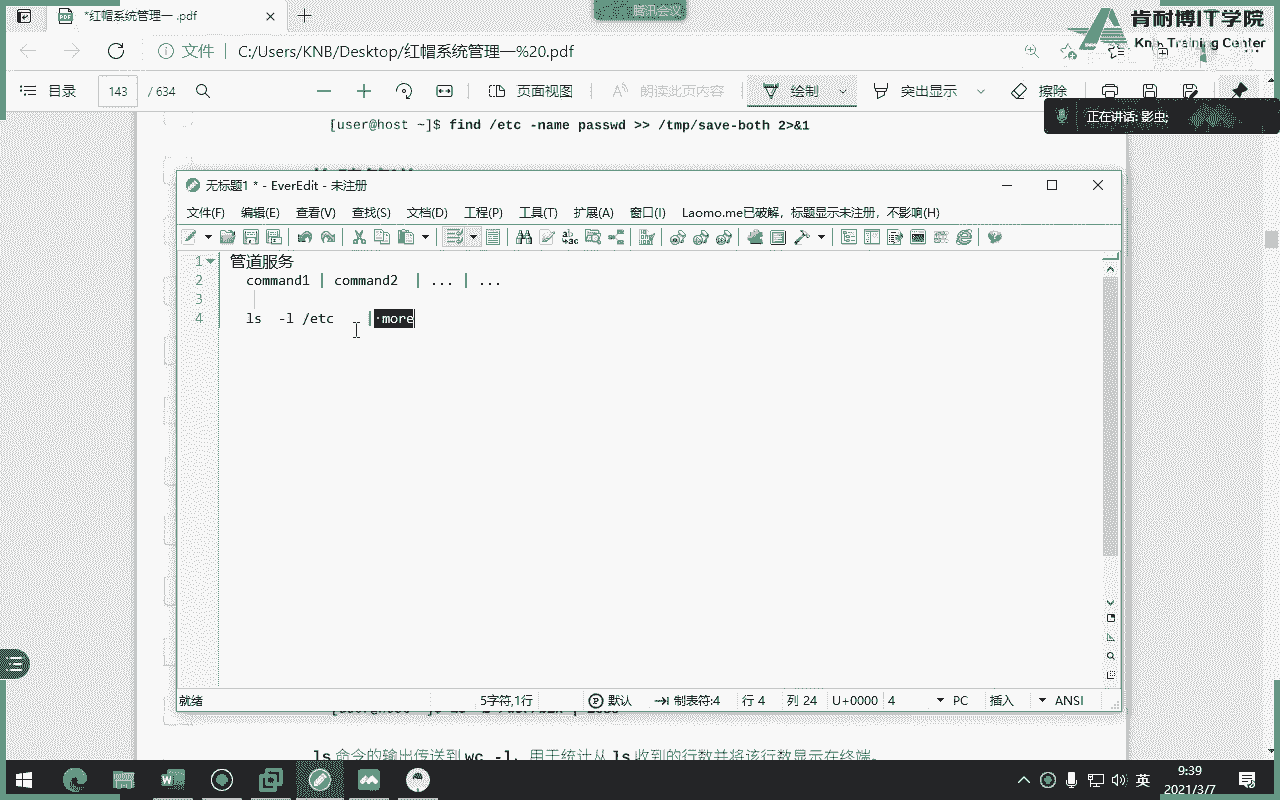 *红帽系统管理一 .pdf
腾讯会议
肯耐博IT学院
KnB Training Center
文件 C:/Users/KNB/Desktop/红帽系统管理一%20.pdf
目录 143 / 634 页面视图 朗读此页内容 绘制 突出显示 擦除
正在讲话: 影虫;
[user@host ~]$ find /etc -name passwd >> /tmp/save-both 2>&1
无标题1 * - EverEdit - 未注册
文件(F) 编辑(E) 查看(V) 查找(S) 文档(D) 工程(P) 工具(T) 扩展(A) 窗口(I) Laomo.me已破解，标题显示未注册，不影响(H)
1 管道服务
2 command1 | command2 | ... | ...
3
4 ls -l /etc | more
就绪 5字符,1行 默认 制表符:4 行 4 列 24 U+0000 4 PC 插入 ANSI
ls 命令的输出传送到 wc -l, 用于统计从 ls 收到的行数并将该行数显示在终端。
英 9:39
2021/3/7